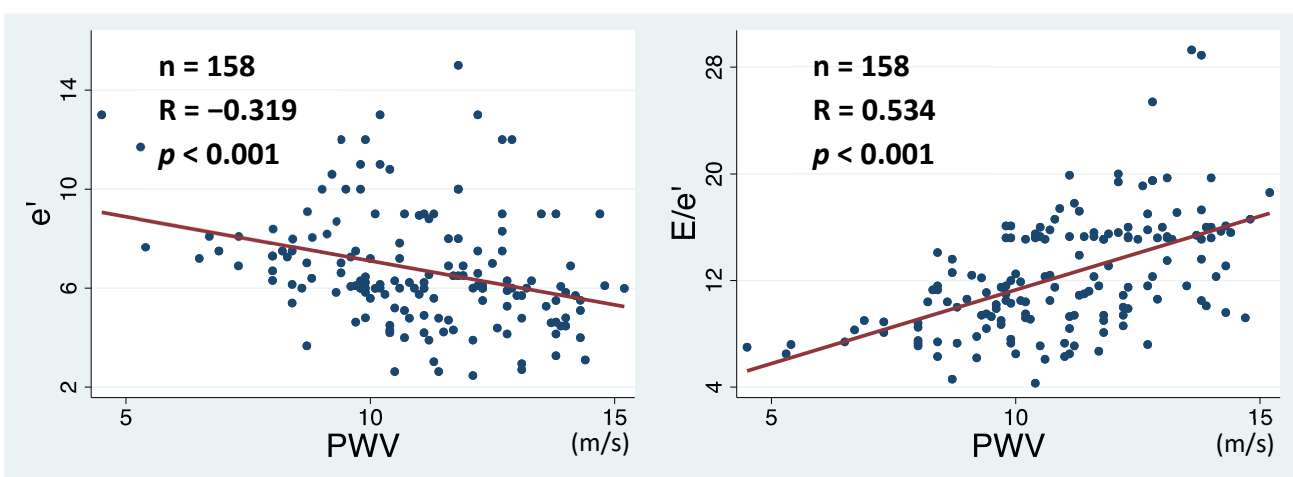 n = 158
R = −0.319
p < 0.001
14
10
6
2
e'
5
10
15
PWV
(m/s)
n = 158
R = 0.534
p < 0.001
28
20
12
4
E/e'
5
10
15
PWV
(m/s)